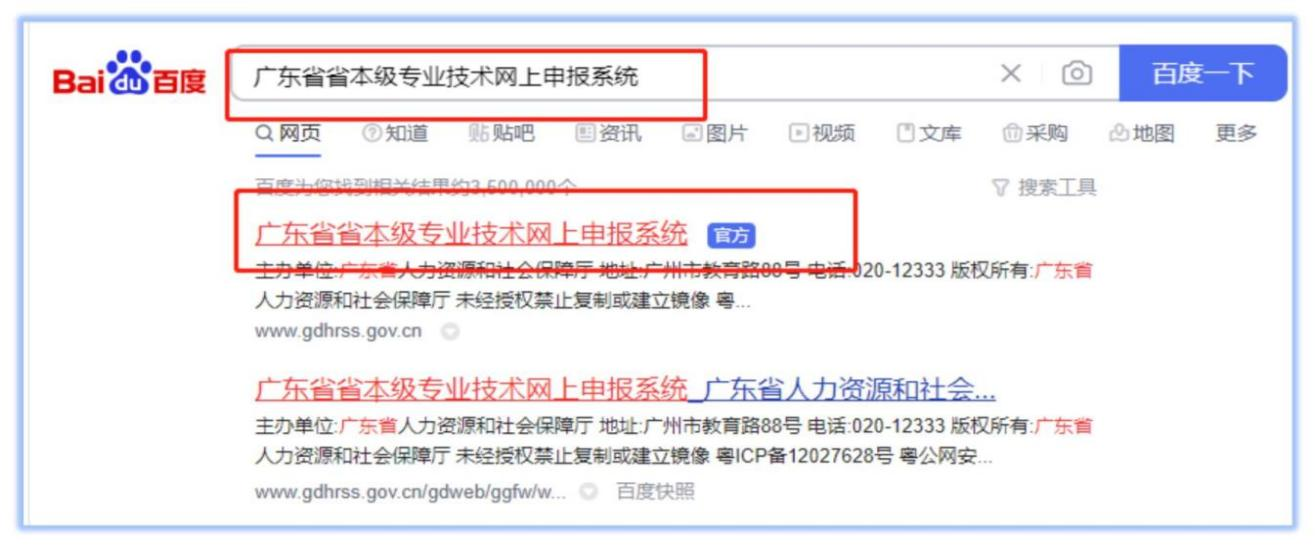 Bai du 百度 广东省省本级专业技术网上申报系统 百度一下
网页 知道 贴吧 资讯 图片 视频 文库 采购 地图 更多
百度为您找到相关结果约3,500,000个 搜索工具
广东省省本级专业技术网上申报系统 官方
主办单位:广东省人力资源和社会保障厅 地址:广州市教育路88号 电话:020-12333 版权所有:广东省
人力资源和社会保障厅 未经授权禁止复制或建立镜像 粤...
www.gdhrss.gov.cn
广东省省本级专业技术网上申报系统_广东省人力资源和社会...
主办单位:广东省人力资源和社会保障厅 地址:广州市教育路88号 电话:020-12333 版权所有:广东省
人力资源和社会保障厅 未经授权禁止复制或建立镜像 粤ICP备12027628号 粤公网安...
www.gdhrss.gov.cn/gdweb/ggfw/w... 百度快照